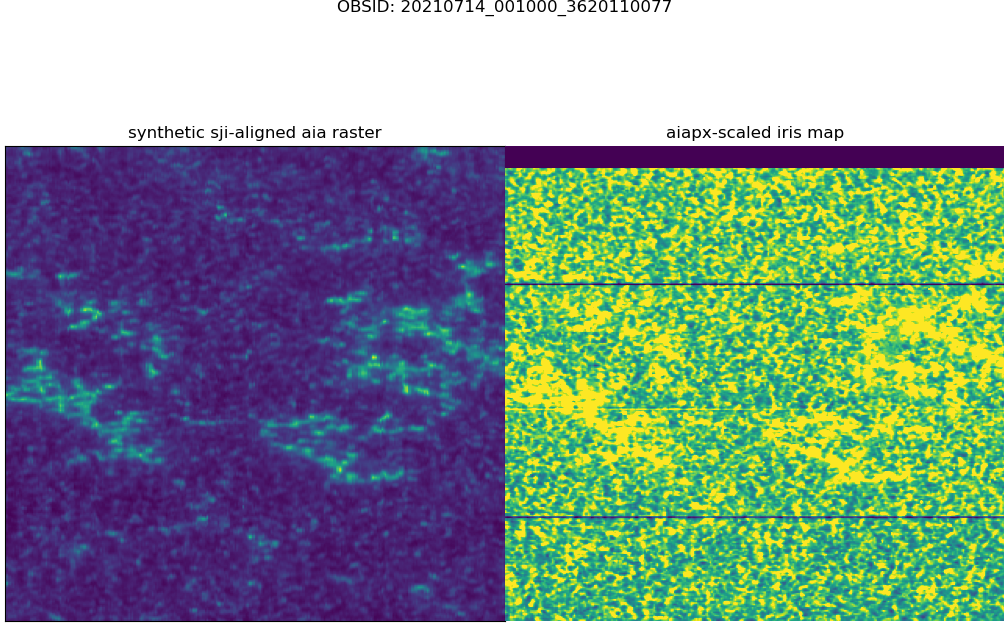 OBSID: 20210714_001000_3620110077
synthetic sji-aligned aia raster
aiapx-scaled iris map